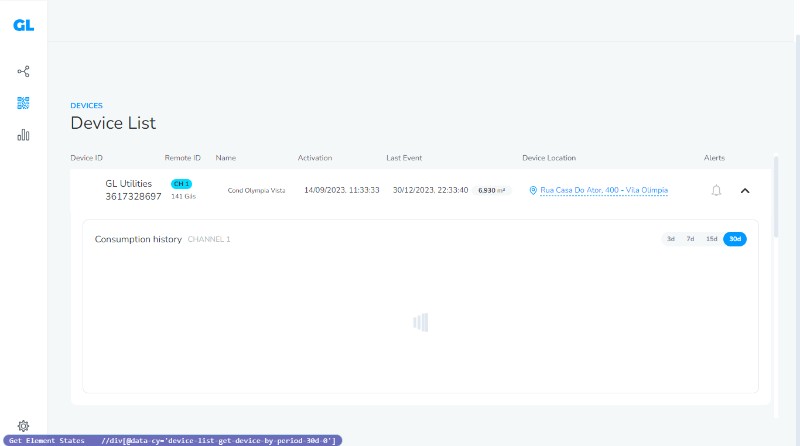 GL
DEVICES
Device List
Device ID Remote ID Name Activation Last Event Device Location Alerts
GL Utilities
3617328697
CH 1
141 Gás
Cond Olympia Vista
14/09/2023, 11:33:33
30/12/2023, 22:33:40
6.930 m³
Rua Casa Do Ator, 400 - Vila Olímpia
Consumption history CHANNEL 1
3d 7d 15d 30d
Get Element States //div[@data-cy='device-list-get-device-by-period-30d-0']